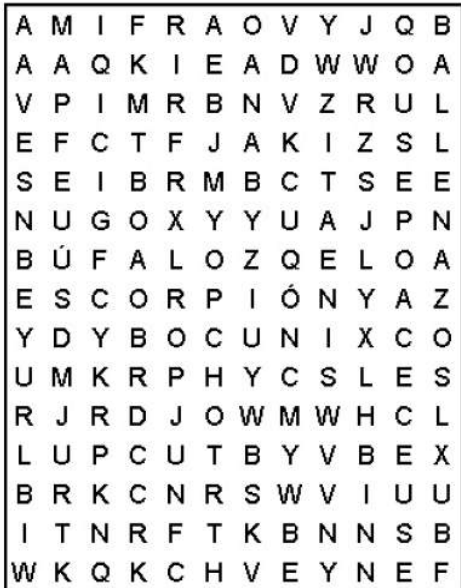 A M I F R A O V Y J Q B
A A Q K I E A D W W O A
V P I M R B N V Z R U L
E F C T F J A K I Z S L
S E I B R M B C T S E E
N U G O X Y Y U A J P N
B Ú F A L O Z Q E L O A
E S C O R P I Ó N Y A Z
Y D Y B O C U N I X C O
U M K R P H Y C S L E S
R J R D J O W M W H C L
L U P C U T B Y V B E X
B R K C N R S W V I U U
I T N R F T K B N N S B
W K Q K C H V E Y N E F